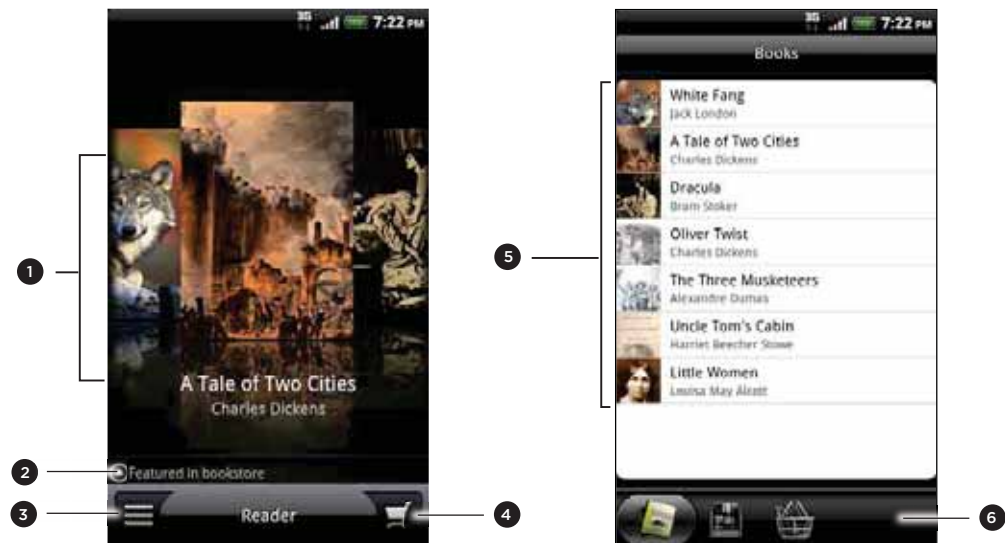 3G 7:22 PM
1
A Tale of Two Cities
Charles Dickens
2
Featured in bookstore
3
Reader
4
3G 7:22 PM
Books
5
White Fang
Jack London
A Tale of Two Cities
Charles Dickens
Dracula
Bram Stoker
Oliver Twist
Charles Dickens
The Three Musketeers
Alexandre Dumas
Uncle Tom's Cabin
Harriet Beecher Stowe
Little Women
Louisa May Alcott
6